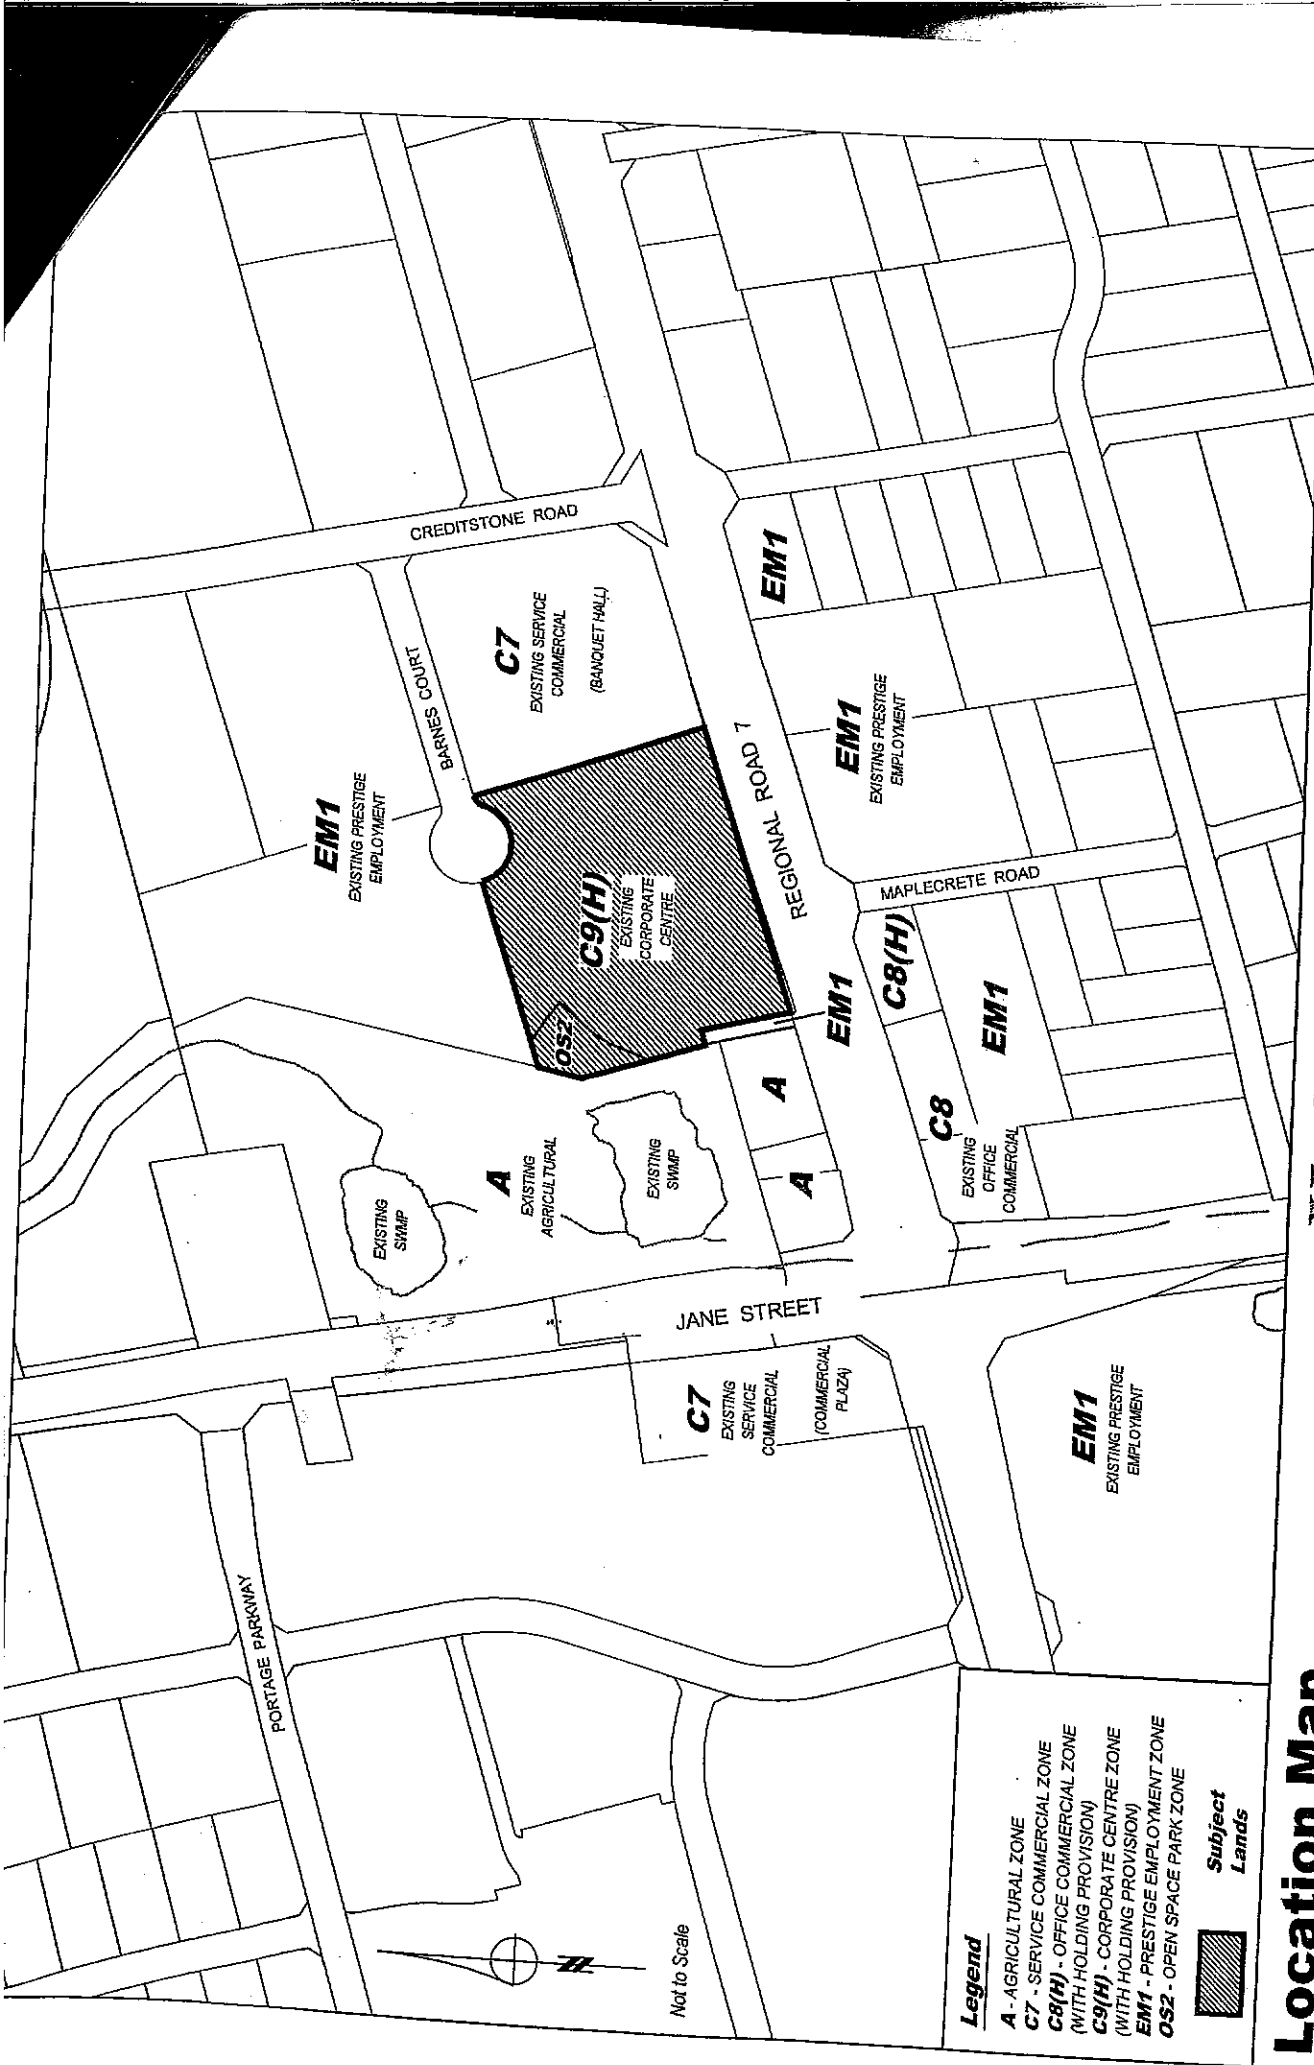 CREDITSTONE ROAD
BARNES COURT
C7
EXISTING SERVICE
COMMERCIAL
(BANQUET HALL)
EM1
EXISTING PRESTIGE
EMPLOYMENT
C9(H)
EXISTING
CORPORATE
CENTRE
OS2
REGIONAL ROAD 7
EM1
EM1
EXISTING PRESTIGE
EMPLOYMENT
MAPLECRETE ROAD
C8(H)
EM1
EM1
C8
EXISTING
OFFICE
COMMERCIAL
A
A
A
EXISTING
AGRICULTURAL
EXISTING
SWMP
EXISTING
SWMP
JANE STREET
C7
EXISTING
SERVICE
COMMERCIAL
(COMMERCIAL
PLAZA)
EM1
EXISTING PRESTIGE
EMPLOYMENT
PORTAGE PARKWAY
N
Not to Scale
Legend
A - AGRICULTURAL ZONE
C7 - SERVICE COMMERCIAL ZONE
C8(H) - OFFICE COMMERCIAL ZONE
(WITH HOLDING PROVISION)
C9(H) - CORPORATE CENTRE ZONE
(WITH HOLDING PROVISION)
EM1 - PRESTIGE EMPLOYMENT ZONE
OS2 - OPEN SPACE PARK ZONE
Subject
Lands
Location Map